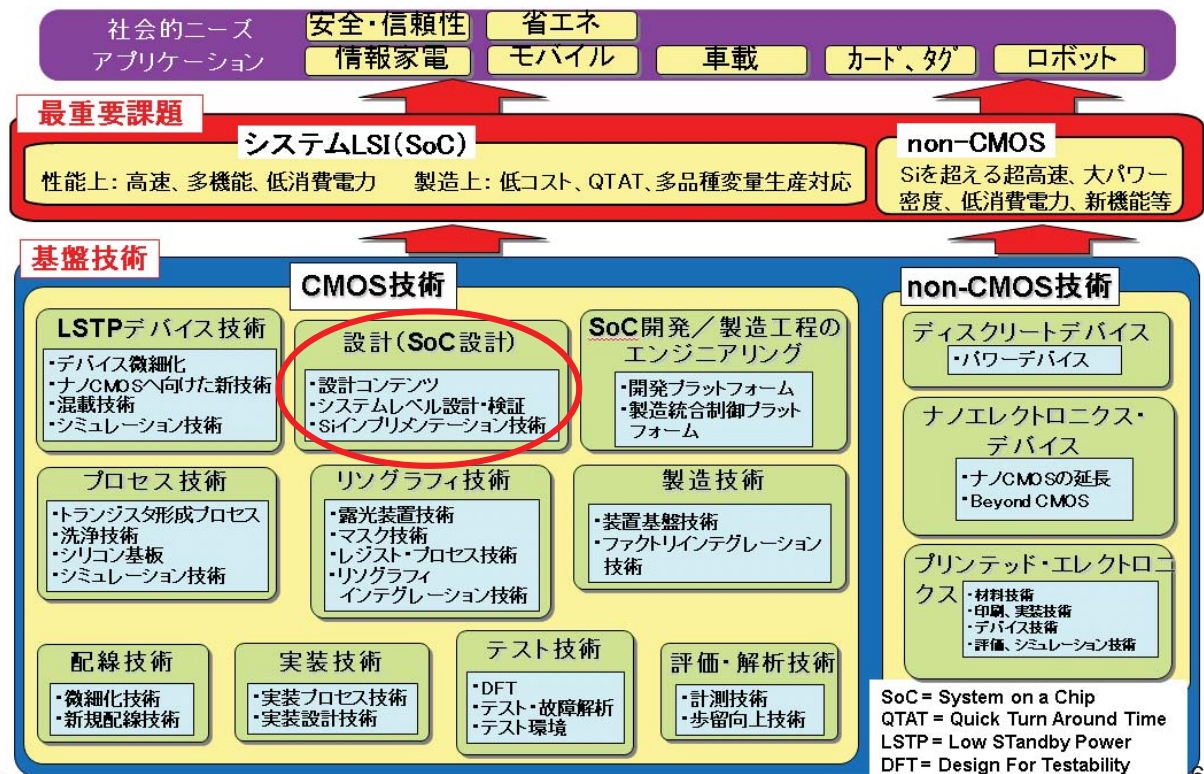 社会的ニーズ
アプリケーション
安全・信頼性
省エネ
情報家電
モバイル
車載
カード、タグ
ロボット
最重要課題
システムLSI(SoC)
性能上：高速、多機能、低消費電力　製造上：低コスト、QTAT、多品種変量生産対応
non-CMOS
Siを超える超高速、大パワー
密度、低消費電力、新機能等
基盤技術
CMOS技術
LSTPデバイス技術
・デバイス微細化
・ナノCMOSへ向けた新技術
・混載技術
・シミュレーション技術
設計(SoC設計)
・設計コンテンツ
・システムレベル設計・検証
・Siインプリメンテーション技術
SoC開発／製造工程の
エンジニアリング
・開発プラットフォーム
・製造統合制御プラット
フォーム
プロセス技術
・トランジスタ形成プロセス
・洗浄技術
・シリコン基板
・シミュレーション技術
リソグラフィ技術
・露光装置技術
・マスク技術
・レジスト・プロセス技術
・リソグラフィ
インテグレーション技術
製造技術
・装置基盤技術
・ファクトリインテグレーション
技術
配線技術
・微細化技術
・新規配線技術
実装技術
・実装プロセス技術
・実装設計技術
テスト技術
・DFT
・テスト・故障解析
・テスト環境
評価・解析技術
・計測技術
・歩留向上技術
non-CMOS技術
ディスクリートデバイス
・パワーデバイス
ナノエレクトロニクス・
デバイス
・ナノCMOSの延長
・Beyond CMOS
プリンテッド・エレクトロニ
クス
・材料技術
・印刷、実装技術
・デバイス技術
・評価、シミュレーション技術
SoC = System on a Chip
QTAT = Quick Turn Around Time
LSTP = Low STandby Power
DFT = Design For Testability